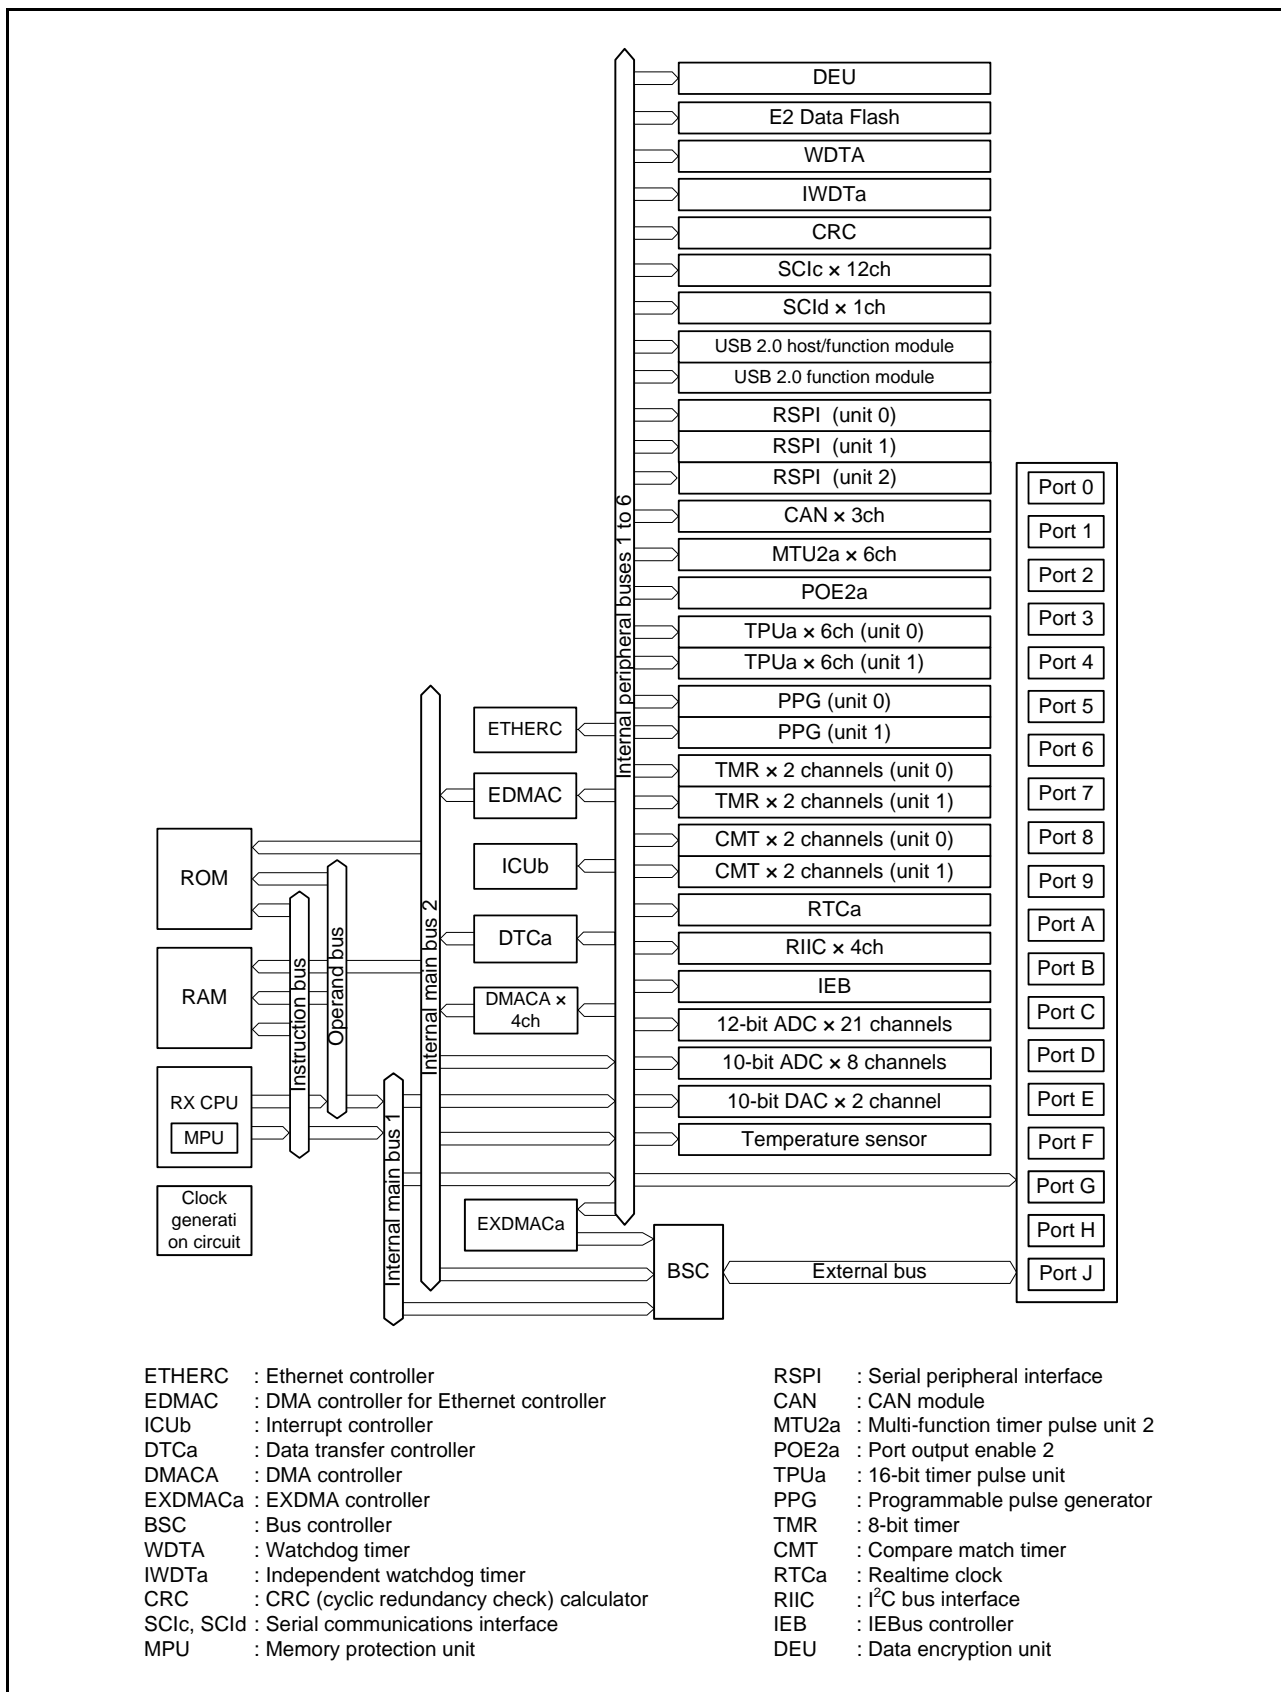 DEU
E2 Data Flash
WDTA
IWDTa
CRC
SCIc × 12ch
SCId × 1ch
USB 2.0 host/function module
USB 2.0 function module
RSPI (unit 0)
RSPI (unit 1)
RSPI (unit 2)
CAN × 3ch
MTU2a × 6ch
POE2a
TPUa × 6ch (unit 0)
TPUa × 6ch (unit 1)
PPG (unit 0)
PPG (unit 1)
TMR × 2 channels (unit 0)
TMR × 2 channels (unit 1)
CMT × 2 channels (unit 0)
CMT × 2 channels (unit 1)
RTCa
RIIC × 4ch
IEB
12-bit ADC × 21 channels
10-bit ADC × 8 channels
10-bit DAC × 2 channel
Temperature sensor
Port 0
Port 1
Port 2
Port 3
Port 4
Port 5
Port 6
Port 7
Port 8
Port 9
Port A
Port B
Port C
Port D
Port E
Port F
Port G
Port H
Port J
Internal peripheral buses 1 to 6
ETHERC
EDMAC
ICUb
DTCa
DMACA ×
4ch
EXDMACa
BSC
External bus
Internal main bus 2
Internal main bus 1
Operand bus
Instruction bus
ROM
RAM
RX CPU
MPU
Clock
generati
on circuit
ETHERC : Ethernet controller
EDMAC : DMA controller for Ethernet controller
ICUb : Interrupt controller
DTCa : Data transfer controller
DMACA : DMA controller
EXDMACa : EXDMA controller
BSC : Bus controller
WDTA : Watchdog timer
IWDTa : Independent watchdog timer
CRC : CRC (cyclic redundancy check) calculator
SCIc, SCId : Serial communications interface
MPU : Memory protection unit
RSPI : Serial peripheral interface
CAN : CAN module
MTU2a : Multi-function timer pulse unit 2
POE2a : Port output enable 2
TPUa : 16-bit timer pulse unit
PPG : Programmable pulse generator
TMR : 8-bit timer
CMT : Compare match timer
RTCa : Realtime clock
RIIC : I²C bus interface
IEB : IEBus controller
DEU : Data encryption unit